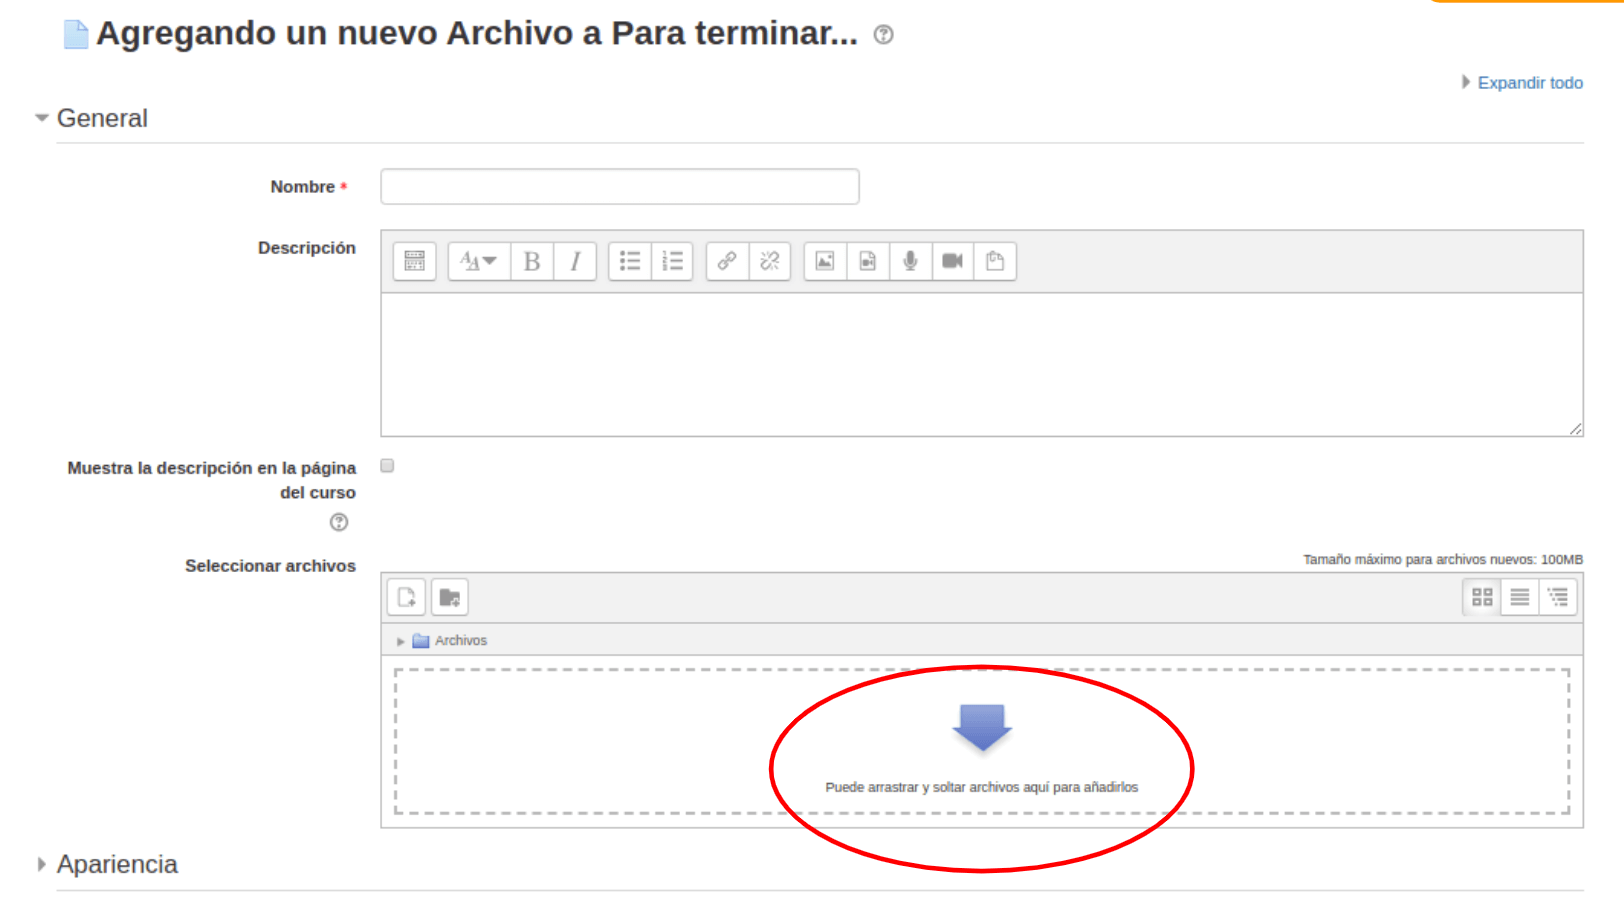 Agregando un nuevo Archivo a Para terminar...
Expandir todo
General
Nombre *
Descripción
Muestra la descripción en la página
del curso
Seleccionar archivos
Tamaño máximo para archivos nuevos: 100MB
Archivos
Puede arrastrar y soltar archivos aquí para añadirlos
Apariencia